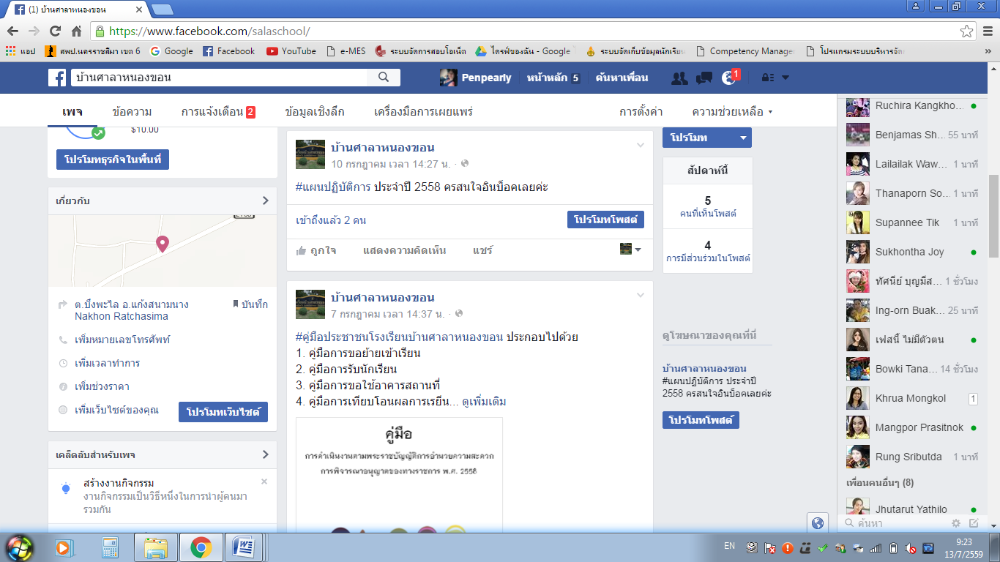 (1) บ้านศาลาหนองขอน
https://www.facebook.com/salaschool/
แอป
สพป.นครราชสีมา เขต 6
Google
Facebook
YouTube
e-MES
ระบบจัดการสอบโอเน็ต
ไดรฟ์ของฉัน - Google
ระบบจัดเก็บข้อมูลนักเรียน
Competency Manager
โปรแกรมระบบบริหารจัด
»
บ้านศาลาหนองขอน
Penpearly
หน้าหลัก 5
ค้นหาเพื่อน
1
เพจ
ข้อความ
การแจ้งเตือน 2
ข้อมูลเชิงลึก
เครื่องมือการเผยแพร่
การตั้งค่า
ความช่วยเหลือ
$10.00
โปรโมทธุรกิจในพื้นที่
เกี่ยวกับ
ต.บึงพะไล อ.แก้งสนามนาง
Nakhon Ratchasima
บันทึก
เพิ่มหมายเลขโทรศัพท์
เพิ่มเวลาทำการ
เพิ่มช่วงราคา
เพิ่มเว็บไซต์ของคุณ
โปรโมทเว็บไซต์
เคล็ดลับสำหรับเพจ
สร้างงานกิจกรรม
งานกิจกรรมเป็นวิธีหนึ่งในการนำผู้คนมา
รวมกัน
บ้านศาลาหนองขอน
10 กรกฎาคม เวลา 14:27 น. ·
#แผนปฏิบัติการ ประจำปี 2558 ครสนใจอินบ็อคเลยค่ะ
เข้าถึงแล้ว 2 คน
โปรโมทโพสต์
ถูกใจ
แสดงความคิดเห็น
แชร์
บ้านศาลาหนองขอน
7 กรกฎาคม เวลา 14:37 น. ·
#คู่มือประชาชนโรงเรียนบ้านศาลาหนองขอน ประกอบไปด้วย
1. คู่มือการขอย้ายเข้าเรียน
2. คู่มือการรับนักเรียน
3. คู่มือการขอใช้อาคารสถานที่
4. คู่มือการเทียบโอนผลการเรยีน... ดูเพิ่มเติม
คู่มือ
การดำเนินงานตามพระราชบัญญัติการอำนวยความสะดวก
การพิจารณาอนุญาตของทางราชการ พ.ศ. 2558
โปรโมท
สัปดาห์นี้
5
คนที่เห็นโพสต์
4
การมีส่วนร่วมในโพสต์
ดูโฆษณาของคุณที่นี่
บ้านศาลาหนองขอน
#แผนปฏิบัติการ ประจำปี
2558 ครสนใจอินบ็อคเลยค่ะ
โปรโมทโพสต์
Ruchira Kangkho...
Benjamas Sh... 55 นาที
Lailailak Waw... 1 นาที
Thanaporn So... 1 นาที
Supannee Tik 1 นาที
Sukhontha Joy
ทัศนีย์ บุญมีส... 1 ชั่วโมง
Ing-orn Buak... 25 นาที
เฟสนี้ ไม่มีตัวตน
Bowki Tana... 14 ชั่วโมง
Khrua Mongkol 1
Mangpor Prasitnok
Rung Sributda 1 นาที
เพื่อนคนอื่นๆ (8)
Jhutarut Yathilo
ค้นหา
EN
9:23
13/7/2559